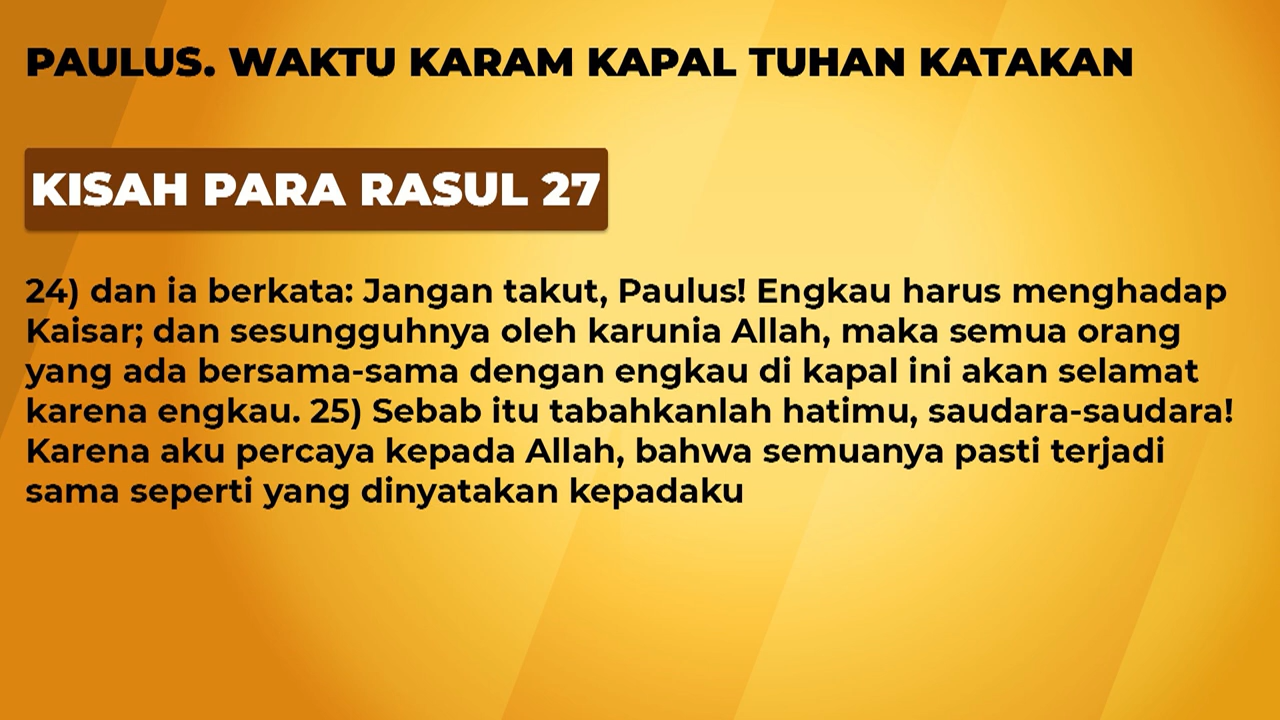 PAULUS. WAKTU KARAM KAPAL TUHAN KATAKAN
KISAH PARA RASUL 27
24) dan ia berkata: Jangan takut, Paulus! Engkau harus menghadap
Kaisar; dan sesungguhnya oleh karunia Allah, maka semua orang
yang ada bersama-sama dengan engkau di kapal ini akan selamat
karena engkau. 25) Sebab itu tabahkanlah hatimu, saudara-saudara!
Karena aku percaya kepada Allah, bahwa semuanya pasti terjadi
sama seperti yang dinyatakan kepadaku